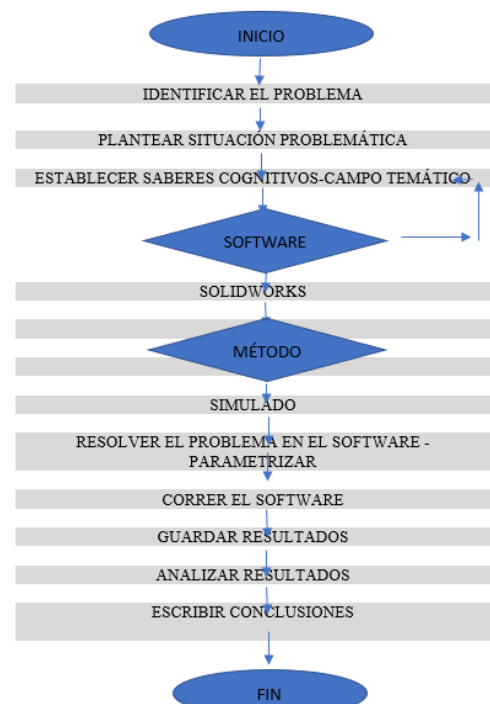 INICIO
IDENTIFICAR EL PROBLEMA
PLANTEAR SITUACIÓN PROBLEMÁTICA
ESTABLECER SABERES COGNITIVOS-CAMPO TEMÁTICO
SOFTWARE
SOLIDWORKS
MÉTODO
SIMULADO
RESOLVER EL PROBLEMA EN EL SOFTWARE -
PARAMETRIZAR
CORRER EL SOFTWARE
GUARDAR RESULTADOS
ANALIZAR RESULTADOS
ESCRIBIR CONCLUSIONES
FIN